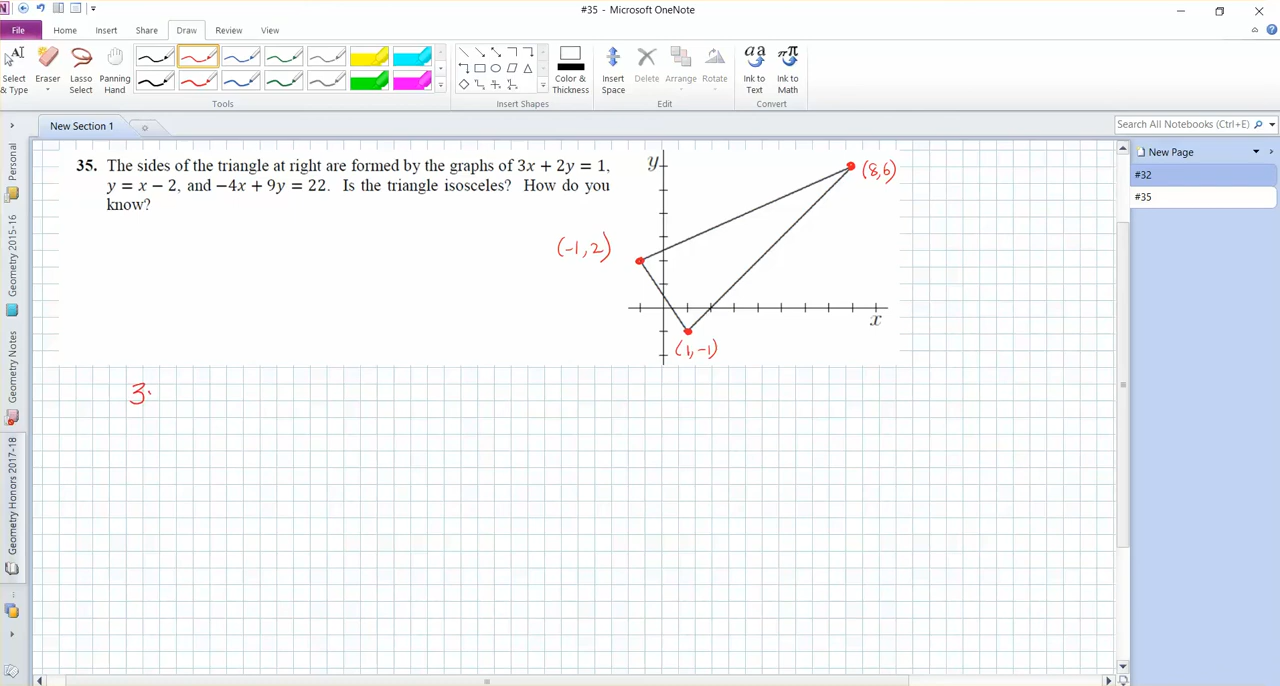 #35 - Microsoft OneNote
File Home Insert Share Draw Review View
Select & Type
Eraser
Lasso Select
Panning Hand
Color & Thickness
Insert Space
Delete
Arrange
Rotate
Ink to Text
Ink to Math
Tools
Insert Shapes
Edit
Convert
New Section 1
Search All Notebooks (Ctrl+E)
Personal
Geometry 2015-16
Geometry Notes
Geometry Honors 2017-18
New Page
#32
#35
35. The sides of the triangle at right are formed by the graphs of 3x + 2y = 1,
y = x − 2, and −4x + 9y = 22. Is the triangle isosceles? How do you
know?
y
(8,6)
(-1,2)
x
(1,-1)
3